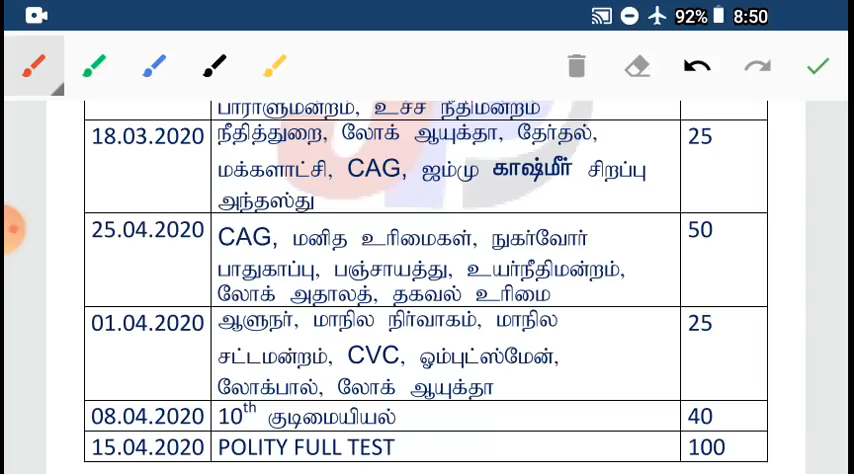 92% 8:50
பாராளுமன்றம், உச்ச நீதிமன்றம்
18.03.2020 நீதித்துறை, லோக் ஆயுக்தா, தேர்தல், 25
மக்களாட்சி, CAG, ஜம்மு காஷ்மீர் சிறப்பு
அந்தஸ்து
25.04.2020 CAG, மனித உரிமைகள், நுகர்வோர் 50
பாதுகாப்பு, பஞ்சாயத்து, உயர்நீதிமன்றம்,
லோக் அதாலத், தகவல் உரிமை
01.04.2020 ஆளுநர், மாநில நிர்வாகம், மாநில 25
சட்டமன்றம், CVC, ஓம்புட்ஸ்மேன்,
லோக்பால், லோக் ஆயுக்தா
08.04.2020 10th குடிமையியல் 40
15.04.2020 POLITY FULL TEST 100